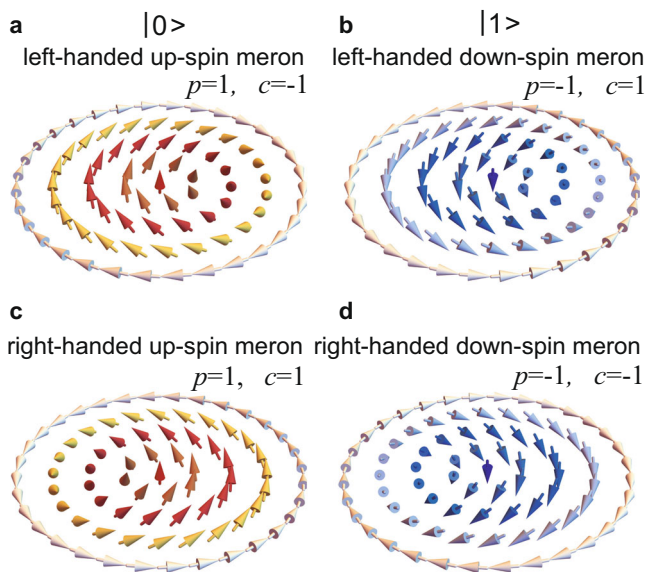 a |0> b |1>
left-handed up-spin meron left-handed down-spin meron
p=1, c=-1 p=-1, c=1
c d
right-handed up-spin meron right-handed down-spin meron
p=1, c=1 p=-1, c=-1